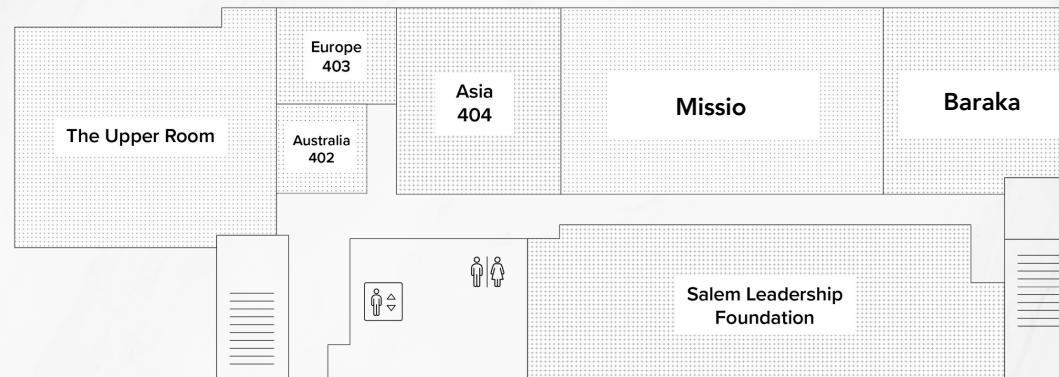 The Upper Room
Europe
403
Australia
402
Asia
404
Missio
Baraka
Salem Leadership
Foundation